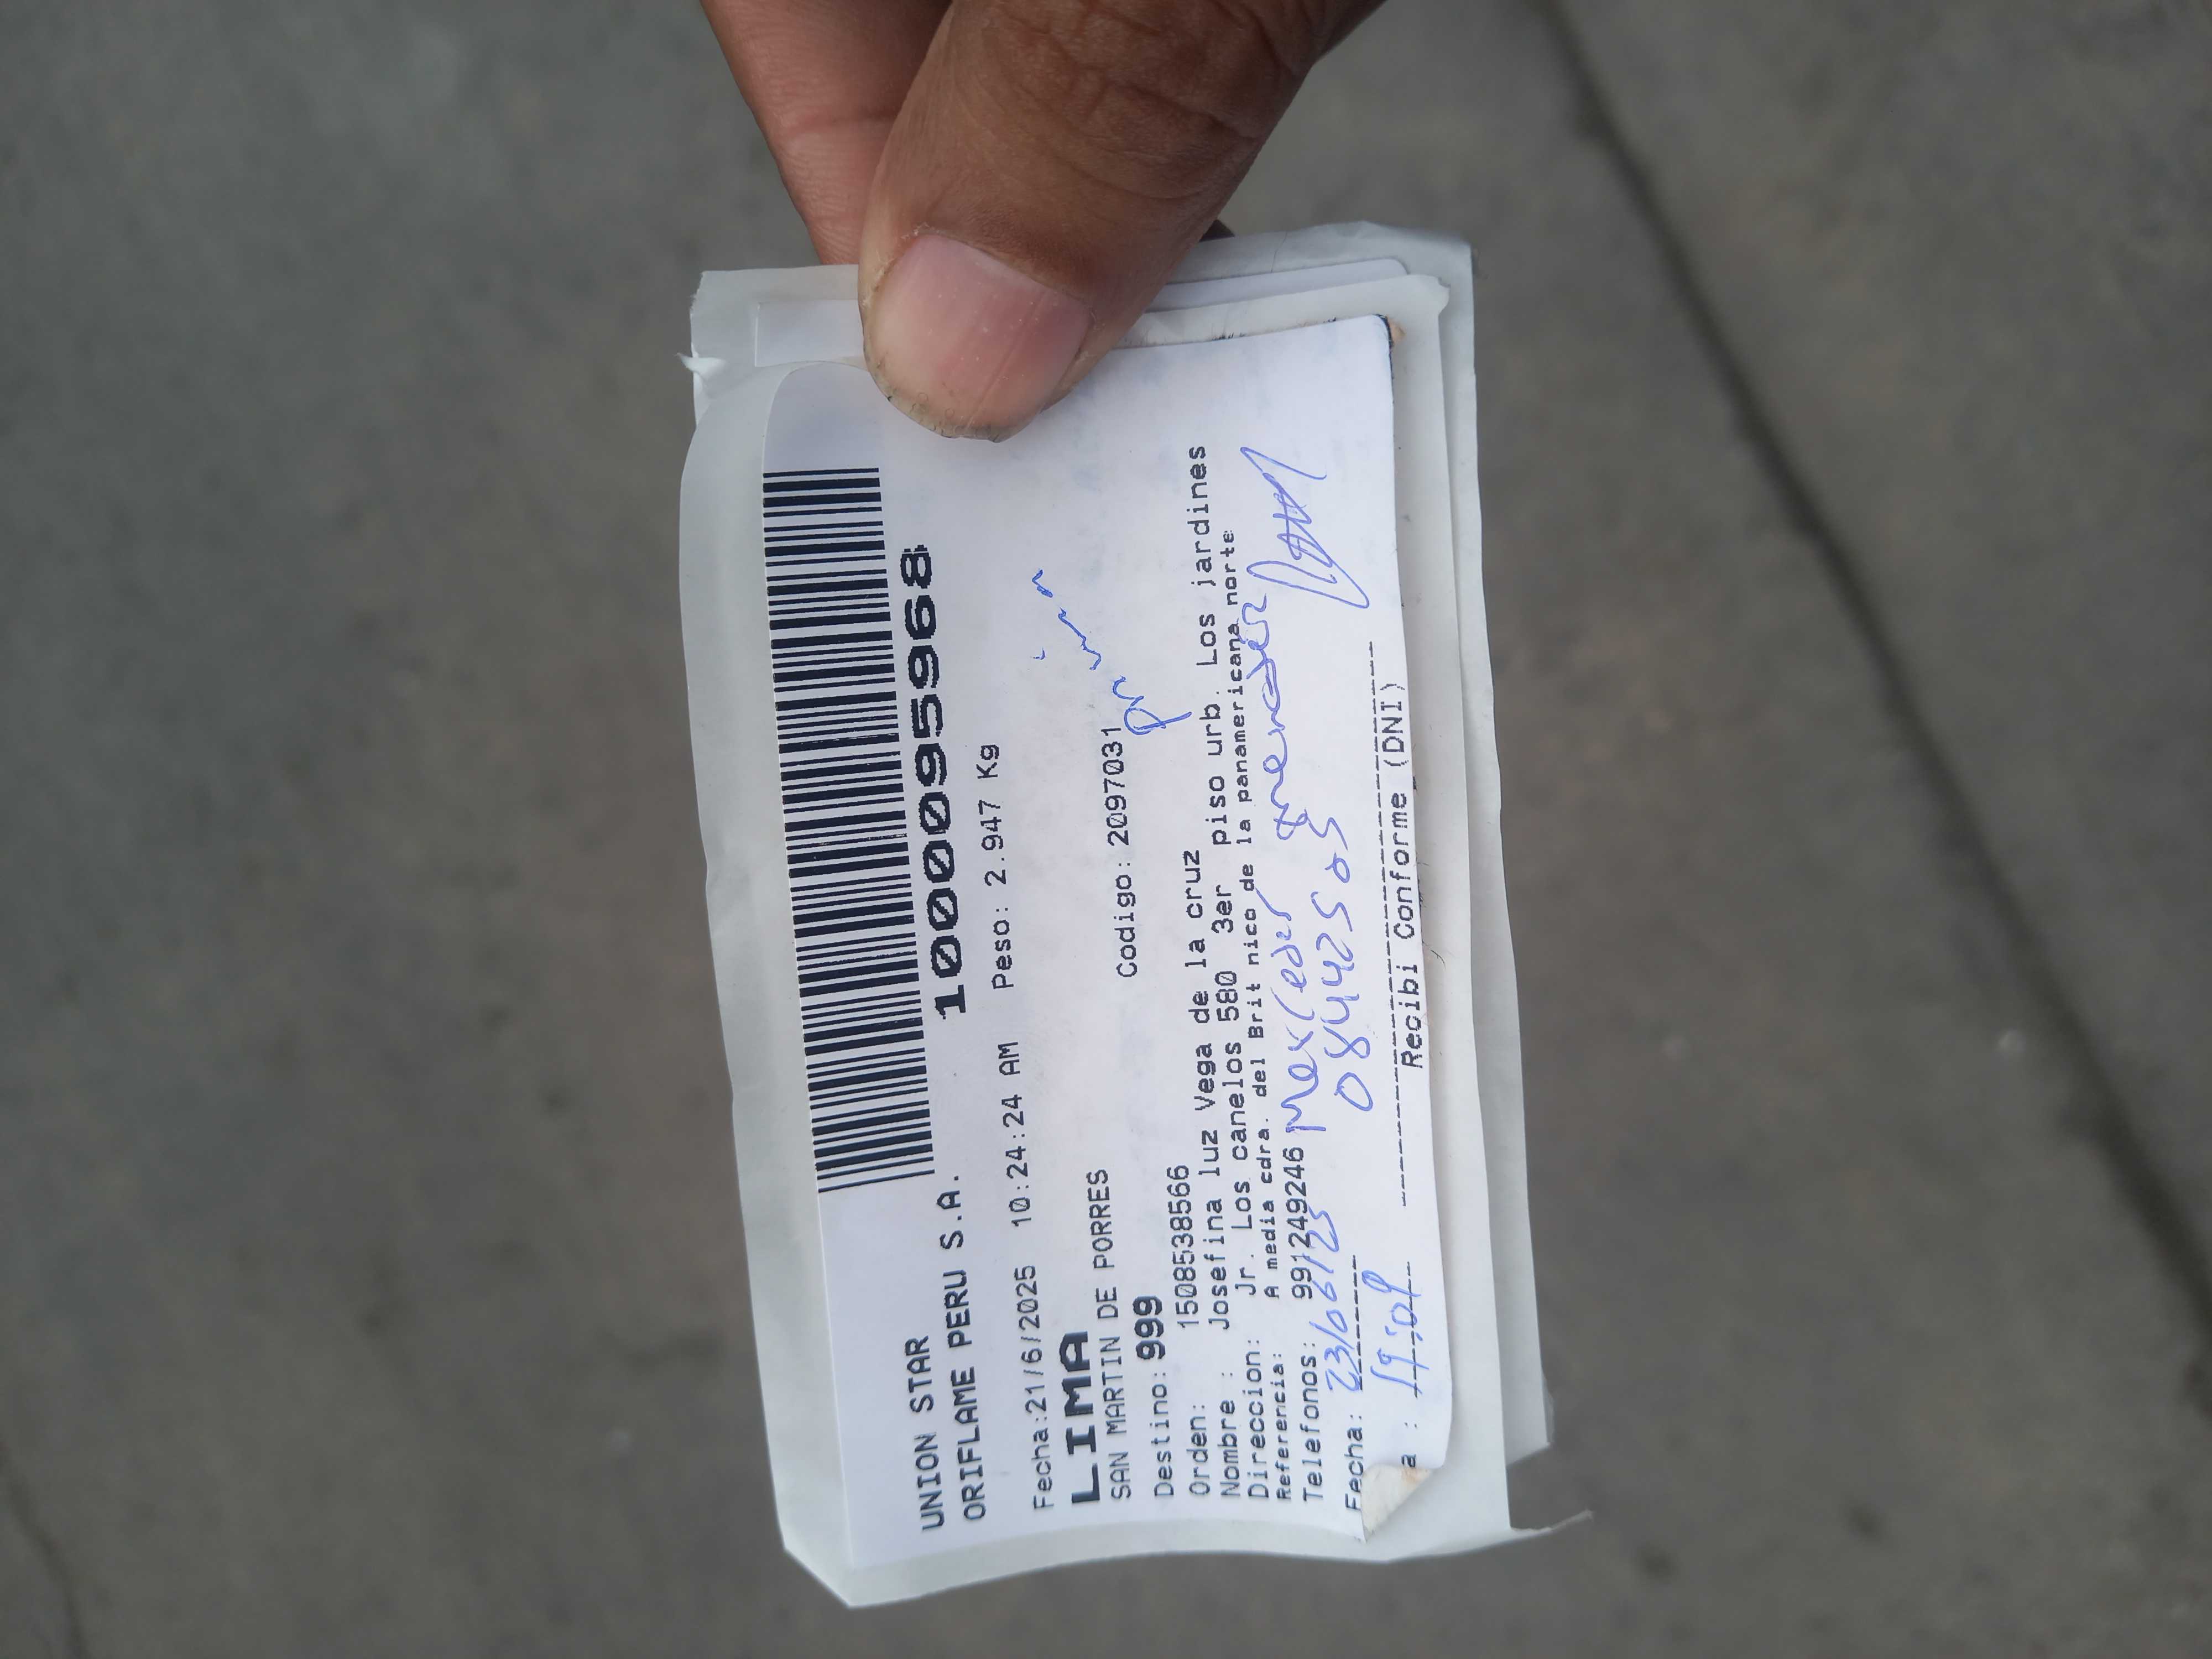 UNION STAR
ORIFLAME PERU S.A. 1000095968
Fecha:21/6/2025 10:24:24 AM Peso: 2.947 Kg
LIMA
SAN MARTIN DE PORRES
Destino: 999 Codigo: 2097031
Orden: 1508538566
Nombre : Josefina luz Vega de la cruz
Direccion: Jr. Los canelos 580 3er piso urb. Los jardines
Referencia: A media cdra. del Brit nico de la panamericana norte
Telefonos: 991249246
Fecha: 23/06/25 08442505
a : 19:09
Recibi Conforme (DNI)